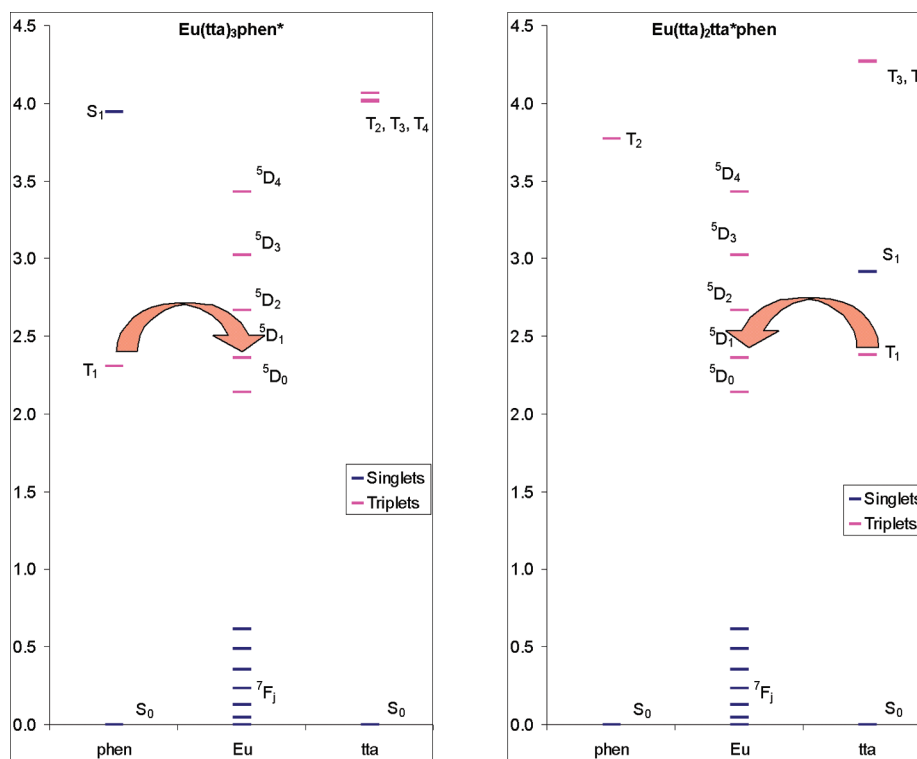 Eu(tta)₃phen*
4.5
4.0
3.5
3.0
2.5
2.0
1.5
1.0
0.5
0.0
S₁
T₂, T₃, T₄
⁵D₄
⁵D₃
⁵D₂
⁵D₁
T₁
⁵D₀
Singlets
Triplets
⁷Fⱼ
S₀
S₀
phen Eu tta
Eu(tta)₂tta*phen
4.5
4.0
3.5
3.0
2.5
2.0
1.5
1.0
0.5
0.0
T₃, T
T₂
⁵D₄
⁵D₃
S₁
⁵D₂
⁵D₁
T₁
⁵D₀
Singlets
Triplets
⁷Fⱼ
S₀
S₀
phen Eu tta